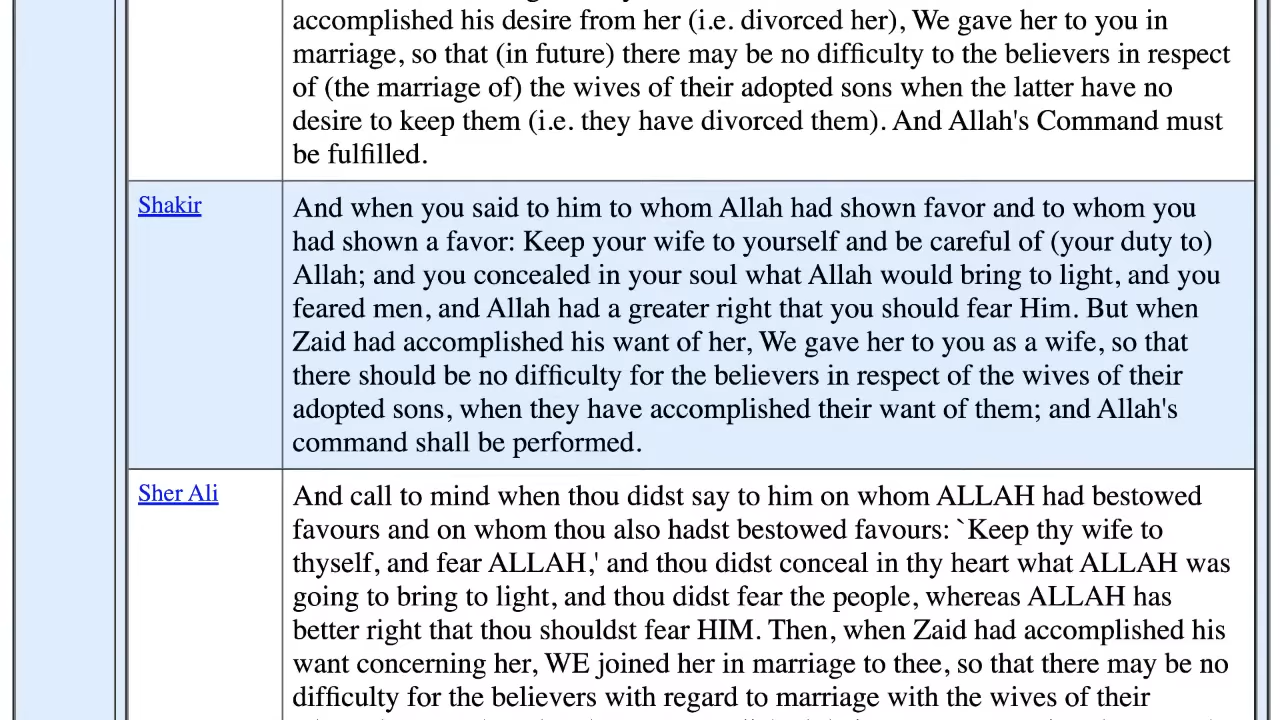 accomplished his desire from her (i.e. divorced her), We gave her to you in
marriage, so that (in future) there may be no difficulty to the believers in respect
of (the marriage of) the wives of their adopted sons when the latter have no
desire to keep them (i.e. they have divorced them). And Allah's Command must
be fulfilled.
Shakir
And when you said to him to whom Allah had shown favor and to whom you
had shown a favor: Keep your wife to yourself and be careful of (your duty to)
Allah; and you concealed in your soul what Allah would bring to light, and you
feared men, and Allah had a greater right that you should fear Him. But when
Zaid had accomplished his want of her, We gave her to you as a wife, so that
there should be no difficulty for the believers in respect of the wives of their
adopted sons, when they have accomplished their want of them; and Allah's
command shall be performed.
Sher Ali
And call to mind when thou didst say to him on whom ALLAH had bestowed
favours and on whom thou also hadst bestowed favours: `Keep thy wife to
thyself, and fear ALLAH,' and thou didst conceal in thy heart what ALLAH was
going to bring to light, and thou didst fear the people, whereas ALLAH has
better right that thou shouldst fear HIM. Then, when Zaid had accomplished his
want concerning her, WE joined her in marriage to thee, so that there may be no
difficulty for the believers with regard to marriage with the wives of their